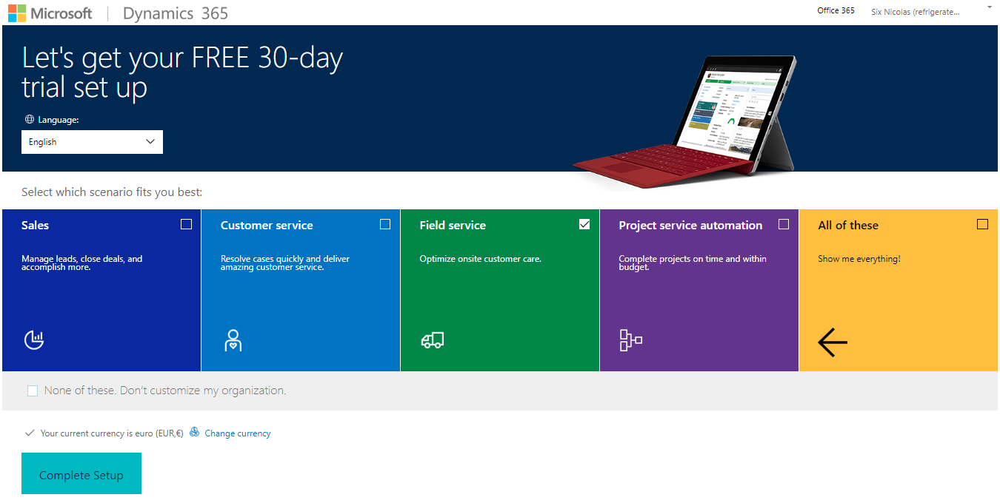 Microsoft | Dynamics 365
Office 365
Six Nicolas (refrigerate...
Let's get your FREE 30-day
trial set up
Language:
English
Select which scenario fits you best:
Sales
Manage leads, close deals, and
accomplish more.
Customer service
Resolve cases quickly and deliver
amazing customer service.
Field service
Optimize onsite customer care.
Project service automation
Complete projects on time and within
budget.
All of these
Show me everything!
None of these. Don't customize my organization.
Your current currency is euro (EUR,€)
Change currency
Complete Setup